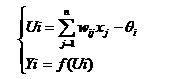 Ui = ∑_{j=1}^{n} w_{ij} x_j − θ_i
Yi = f(Ui)